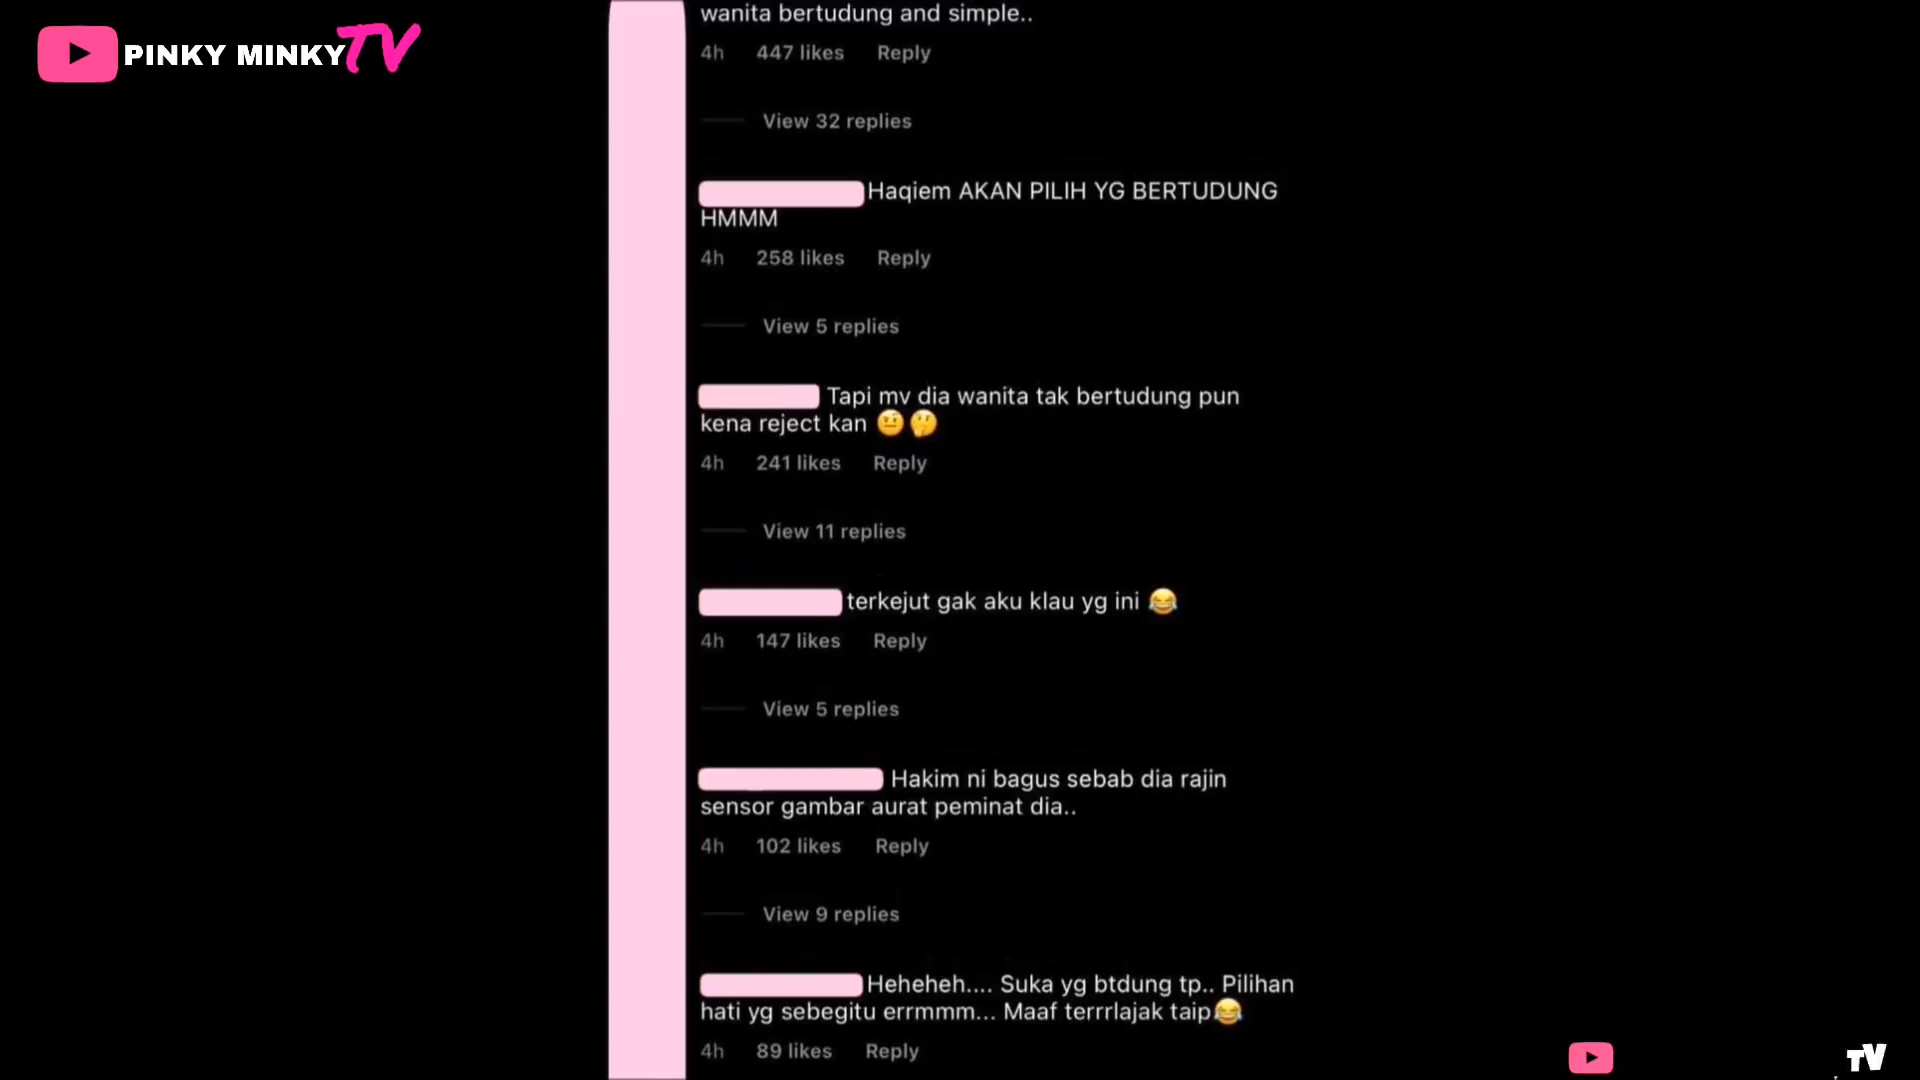 PINKY MINKY TV
wanita bertudung and simple..
4h 447 likes Reply
View 32 replies
Haqiem AKAN PILIH YG BERTUDUNG
HMMM
4h 258 likes Reply
View 5 replies
Tapi mv dia wanita tak bertudung pun
kena reject kan 🤨🤔
4h 241 likes Reply
View 11 replies
terkejut gak aku klau yg ini 😂
4h 147 likes Reply
View 5 replies
Hakim ni bagus sebab dia rajin
sensor gambar aurat peminat dia..
4h 102 likes Reply
View 9 replies
Heheheh.... Suka yg btdung tp.. Pilihan
hati yg sebegitu errmmm... Maaf terrrlajak taip😂
4h 89 likes Reply
TV